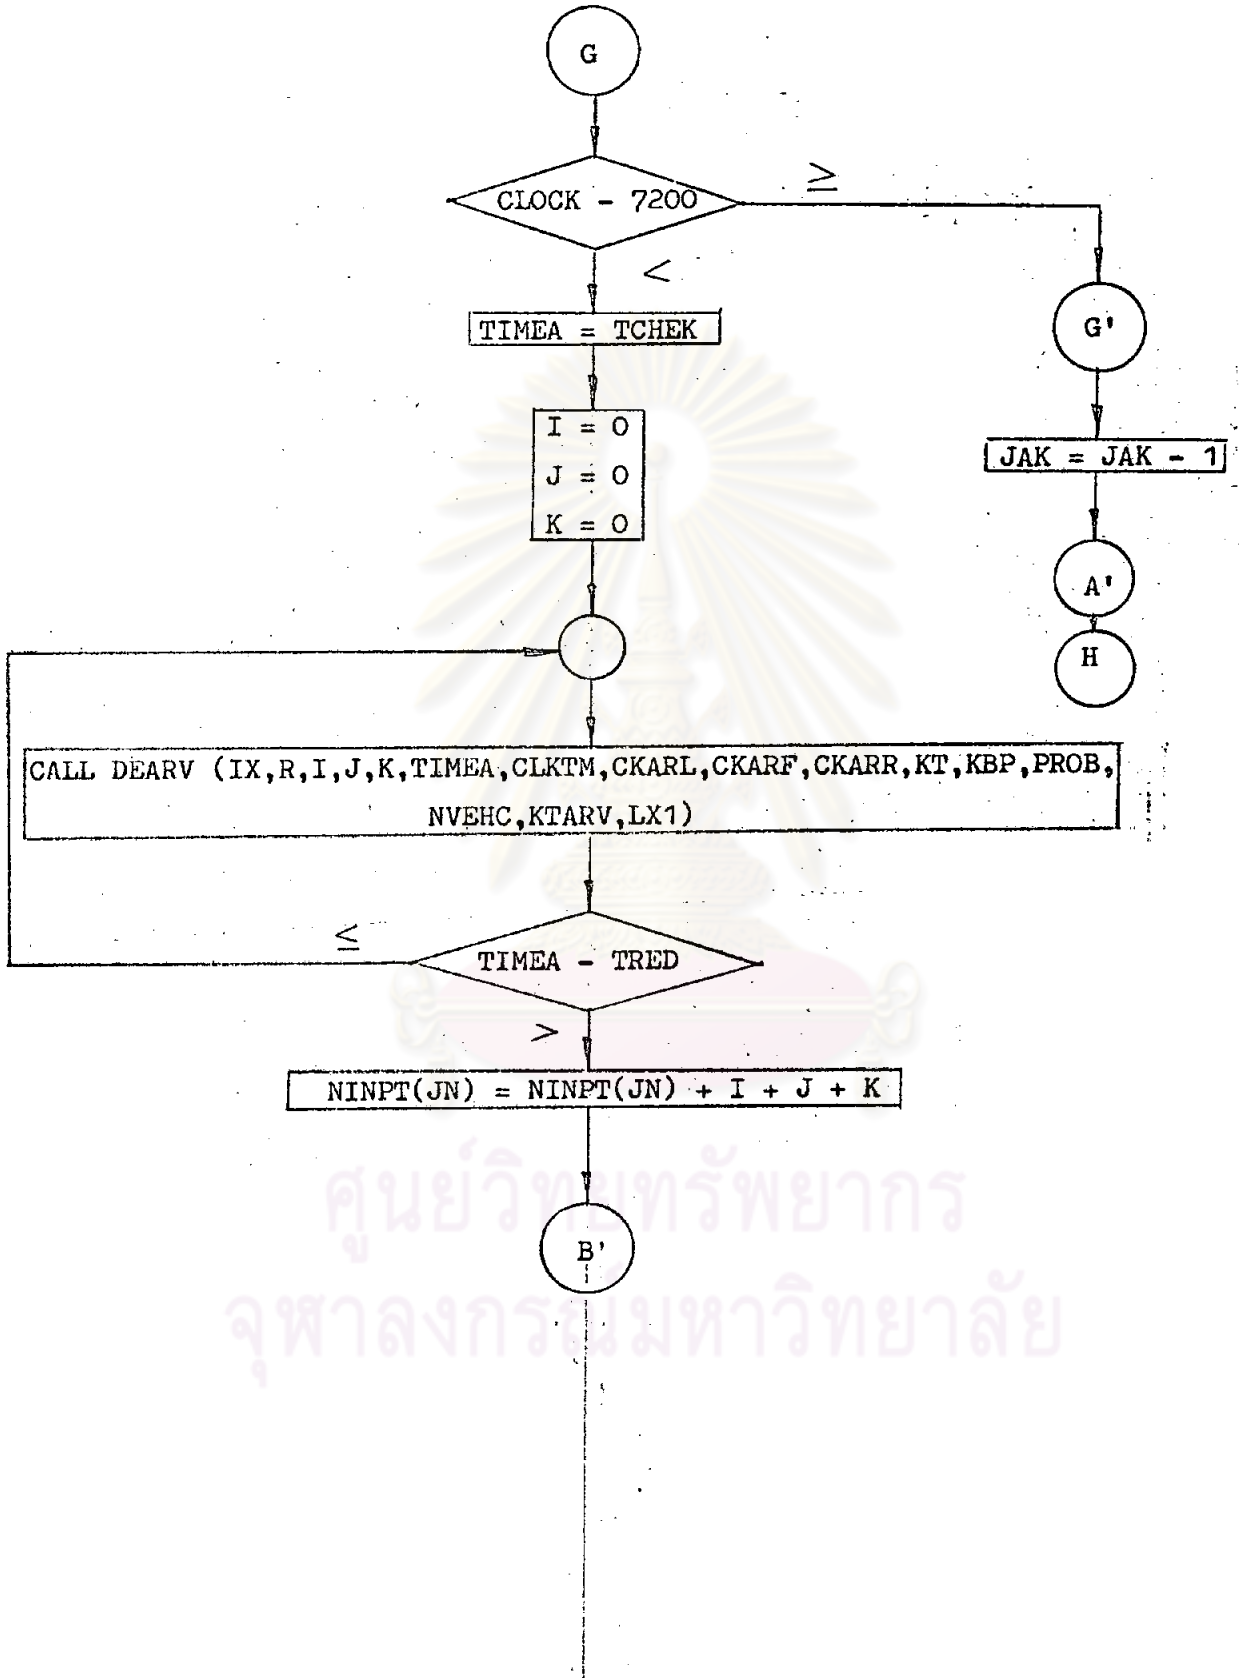 G
CLOCK - 7200
≥
<
TIMEA = TCHEK
G'
I = 0
J = 0
K = 0
JAK = JAK - 1
A'
H
CALL DEARV (IX,R,I,J,K,TIMEA,CLKTM,CKARL,CKARF,CKARR,KT,KBP,PROB,
NVEHC,KTARV,LX1)
≤
TIMEA - TRED
>
NINPT(JN) = NINPT(JN) + I + J + K
ศูนย์วิทยทรัพยากร
B'
จุฬาลงกรณ์มหาวิทยาลัย